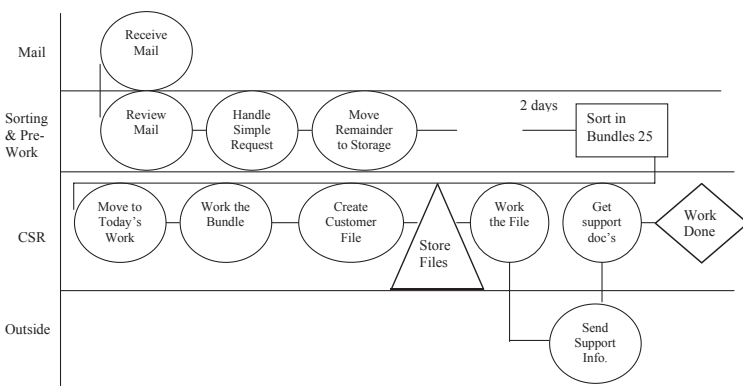 Mail
Receive
Mail
Sorting
& Pre-
Work
Review
Mail
Handle
Simple
Request
Move
Remainder
to Storage
2 days
Sort in
Bundles 25
CSR
Move to
Today's
Work
Work the
Bundle
Create
Customer
File
Store
Files
Work
the File
Get
support
doc's
Work
Done
Outside
Send
Support
Info.